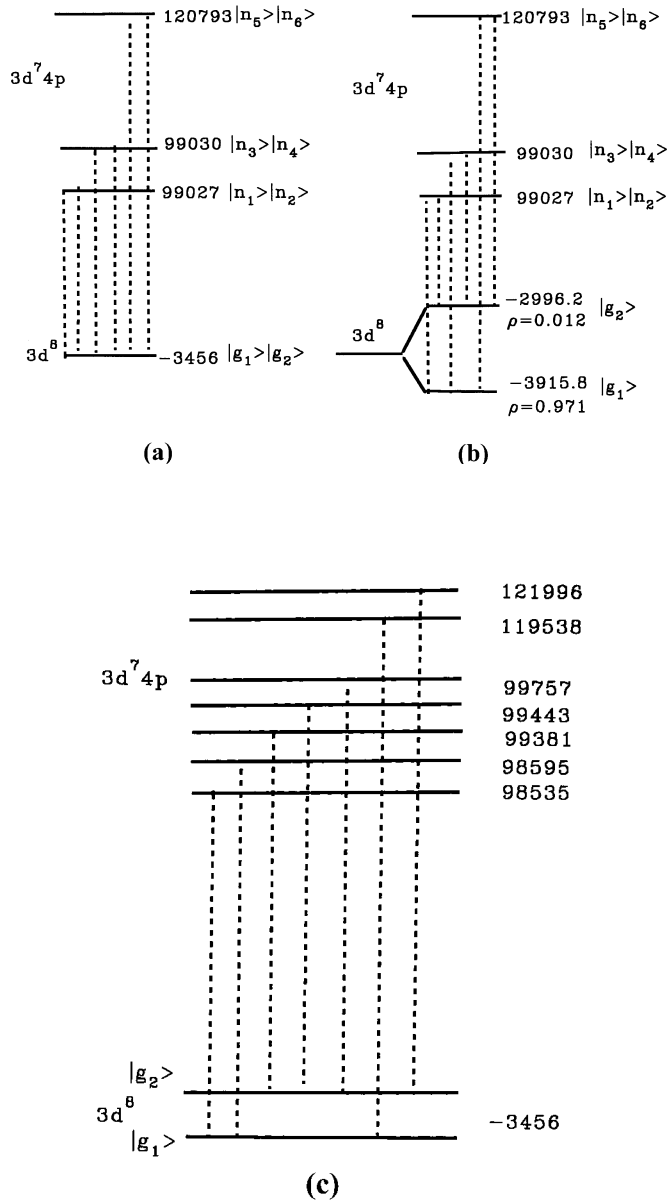 120793|n₅>|n₆>
3d⁷4p
99030 |n₃>|n₄>
99027 |n₁>|n₂>
3d⁸
-3456 |g₁>|g₂>
(a)
120793 |n₅>|n₆>
3d⁷4p
99030 |n₃>|n₄>
99027 |n₁>|n₂>
-2996.2 |g₂>
ρ=0.012
3d⁸
-3915.8 |g₁>
ρ=0.971
(b)
121996
119538
3d⁷4p
99757
99443
99381
98595
98535
|g₂>
3d⁸
-3456
|g₁>
(c)